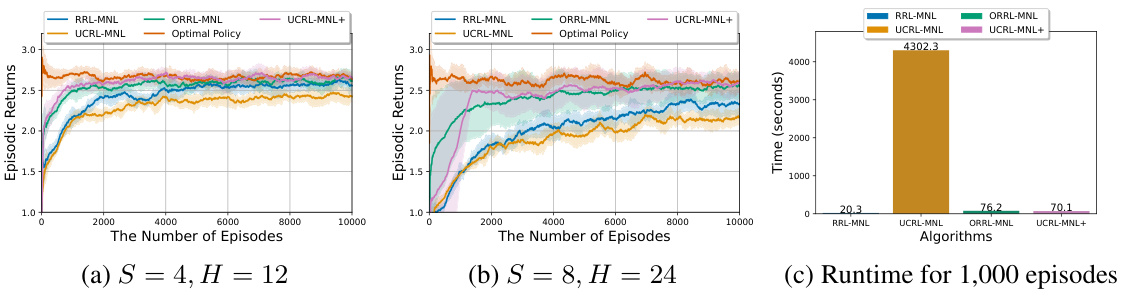 RRL-MNL ORRL-MNL UCRL-MNL+
UCRL-MNL Optimal Policy
3.0
2.5
2.0
1.5
1.0
Episodic Returns
0 2000 4000 6000 8000 10000
The Number of Episodes
(a) S = 4, H = 12
RRL-MNL ORRL-MNL UCRL-MNL+
UCRL-MNL Optimal Policy
3.0
2.5
2.0
1.5
1.0
Episodic Returns
0 2000 4000 6000 8000 10000
The Number of Episodes
(b) S = 8, H = 24
RRL-MNL ORRL-MNL
UCRL-MNL UCRL-MNL+
4302.3
4000
3000
2000
1000
0
Time (seconds)
20.3 76.2 70.1
RRL-MNL UCRL-MNL ORRL-MNL UCRL-MNL+
Algorithms
(c) Runtime for 1,000 episodes